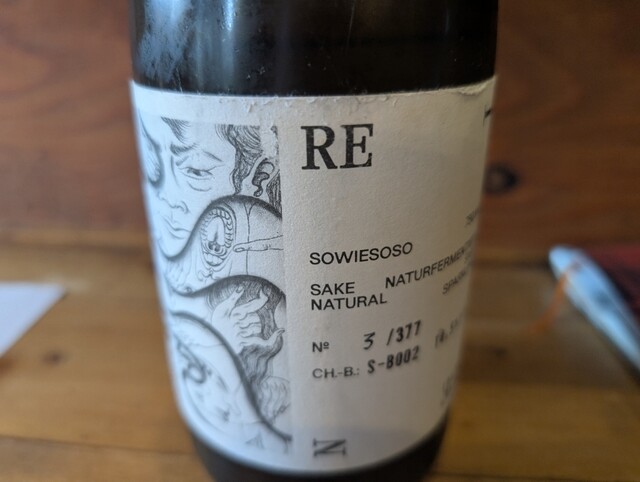 RE
SOWIESOSO
SAKE
NATURAL
Nº 3 /377
CH.-B.: S-B002
N